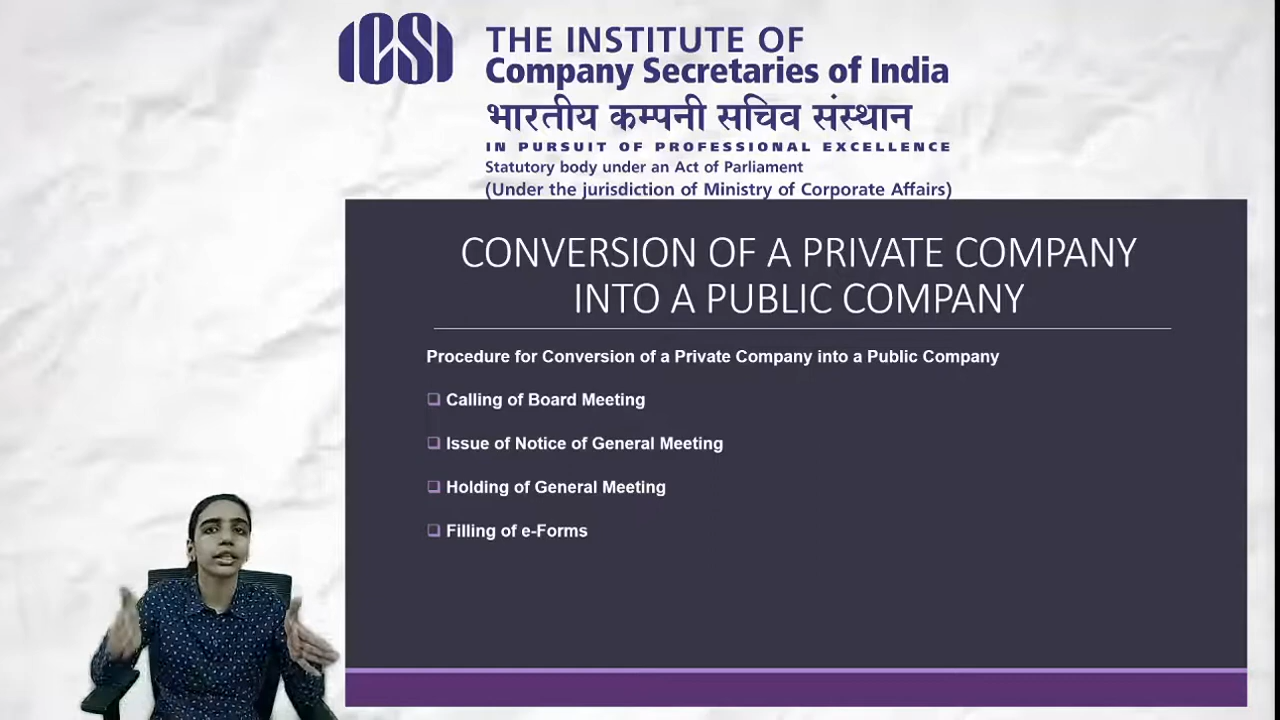 ICSI
THE INSTITUTE OF
Company Secretaries of India
भारतीय कम्पनी सचिव संस्थान
IN PURSUIT OF PROFESSIONAL EXCELLENCE
Statutory body under an Act of Parliament
(Under the jurisdiction of Ministry of Corporate Affairs)
CONVERSION OF A PRIVATE COMPANY
INTO A PUBLIC COMPANY
Procedure for Conversion of a Private Company into a Public Company
Calling of Board Meeting
Issue of Notice of General Meeting
Holding of General Meeting
Filling of e-Forms